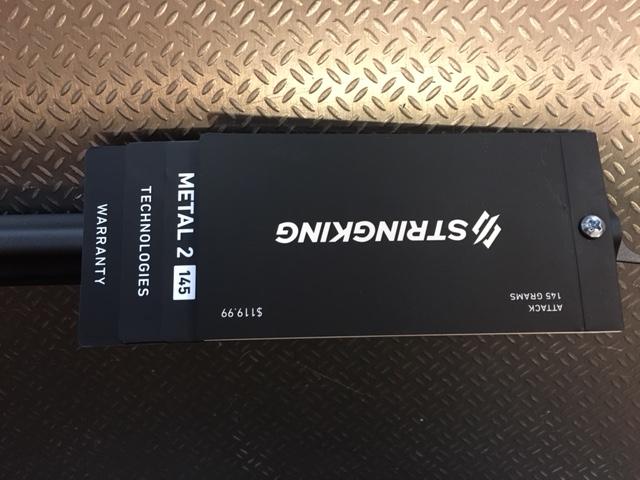 STRINGKING
ATTACK
145 GRAMS
$119.99
METAL 2 145
TECHNOLOGIES
WARRANTY